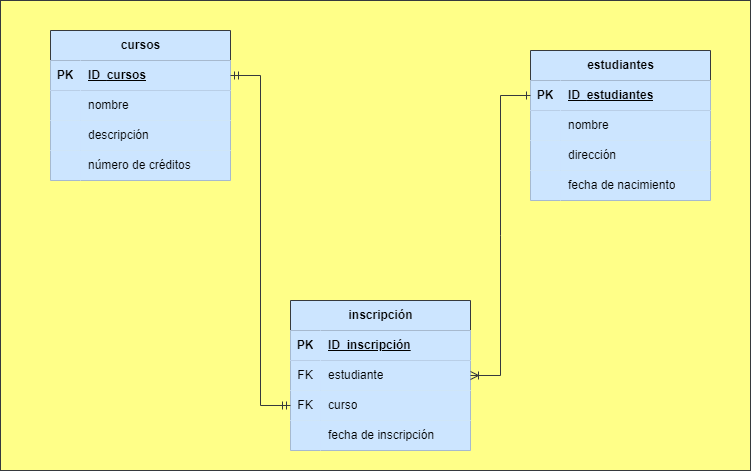 cursos
PK ID_cursos
nombre
descripción
número de créditos
estudiantes
PK ID_estudiantes
nombre
dirección
fecha de nacimiento
inscripción
PK ID_inscripción
FK estudiante
FK curso
fecha de inscripción